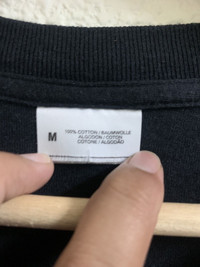 M
100% COTTON / BAUMWOLLE
ALGODON / COTON
COTONE / ALGODÃO